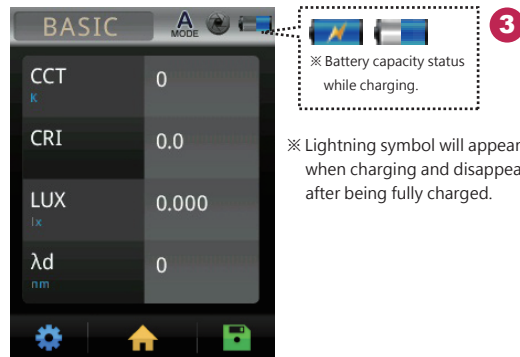 BASIC
A
MODE
3
CCT
K
0
CRI
0.0
LUX
lx
0.000
λd
nm
0
※ Battery capacity status
while charging.
※ Lightning symbol will appear
when charging and disappea
after being fully charged.